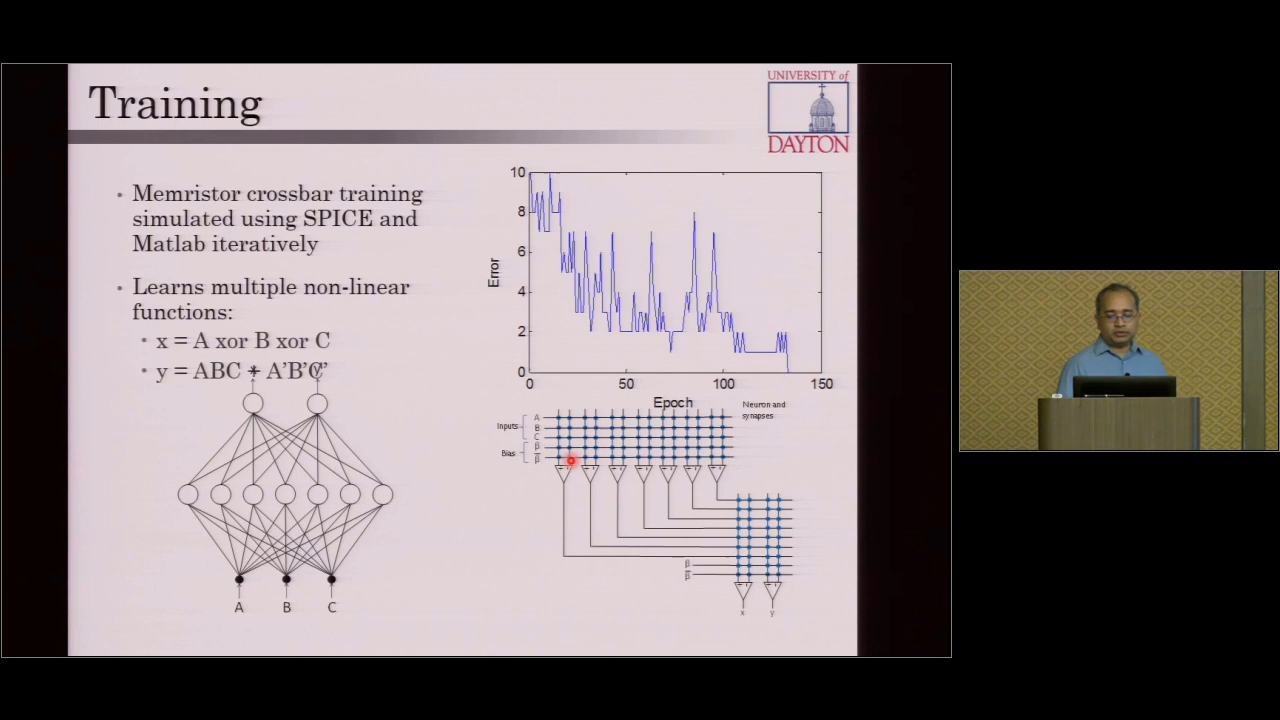 Training
UNIVERSITY of
DAYTON
• Memristor crossbar training
simulated using SPICE and
Matlab iteratively
• Learns multiple non-linear
functions:
• x = A xor B xor C
• y = ABC + A'B'C'
A B C
10
8
6
4
2
0
Error
0 50 100 150
Epoch
Neuron and
synapses
Inputs
A
B
C
Bias
β
β̅
β
β̅
x y